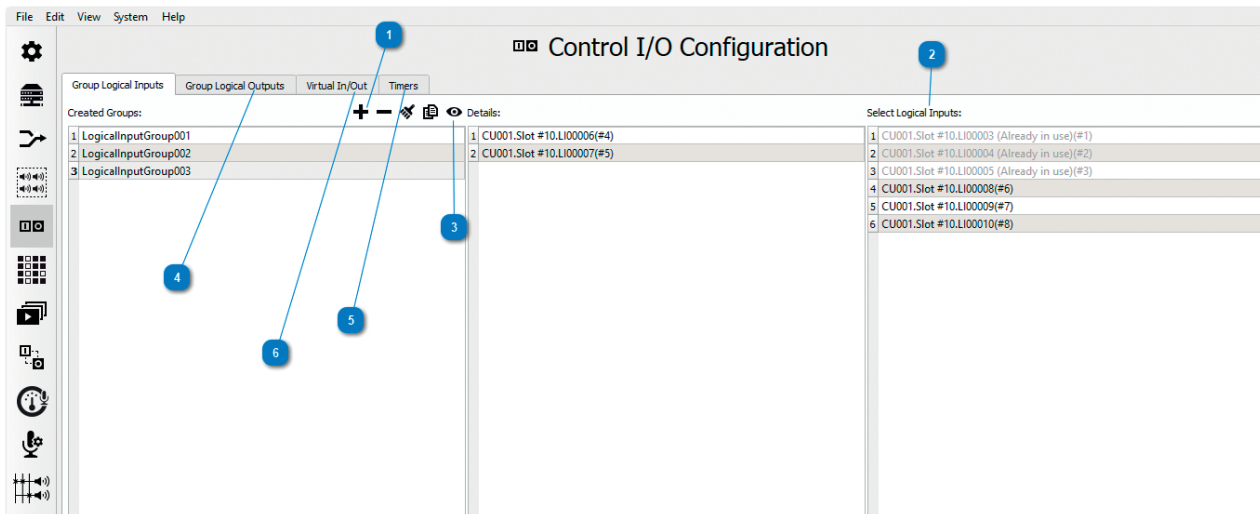 File Edit View System Help
1
Control I/O Configuration
2
Group Logical Inputs Group Logical Outputs Virtual In/Out Timers
Created Groups: Details: Select Logical Inputs:
1 LogicalInputGroup001 1 CU001.Slot #10.LI00006(#4) 1 CU001.Slot #10.LI00003 (Already in use)(#1)
2 LogicalInputGroup002 2 CU001.Slot #10.LI00007(#5) 2 CU001.Slot #10.LI00004 (Already in use)(#2)
3 LogicalInputGroup003 3 CU001.Slot #10.LI00005 (Already in use)(#3)
4 CU001.Slot #10.LI00008(#6)
5 CU001.Slot #10.LI00009(#7)
6 CU001.Slot #10.LI00010(#8)
3
4
5
6